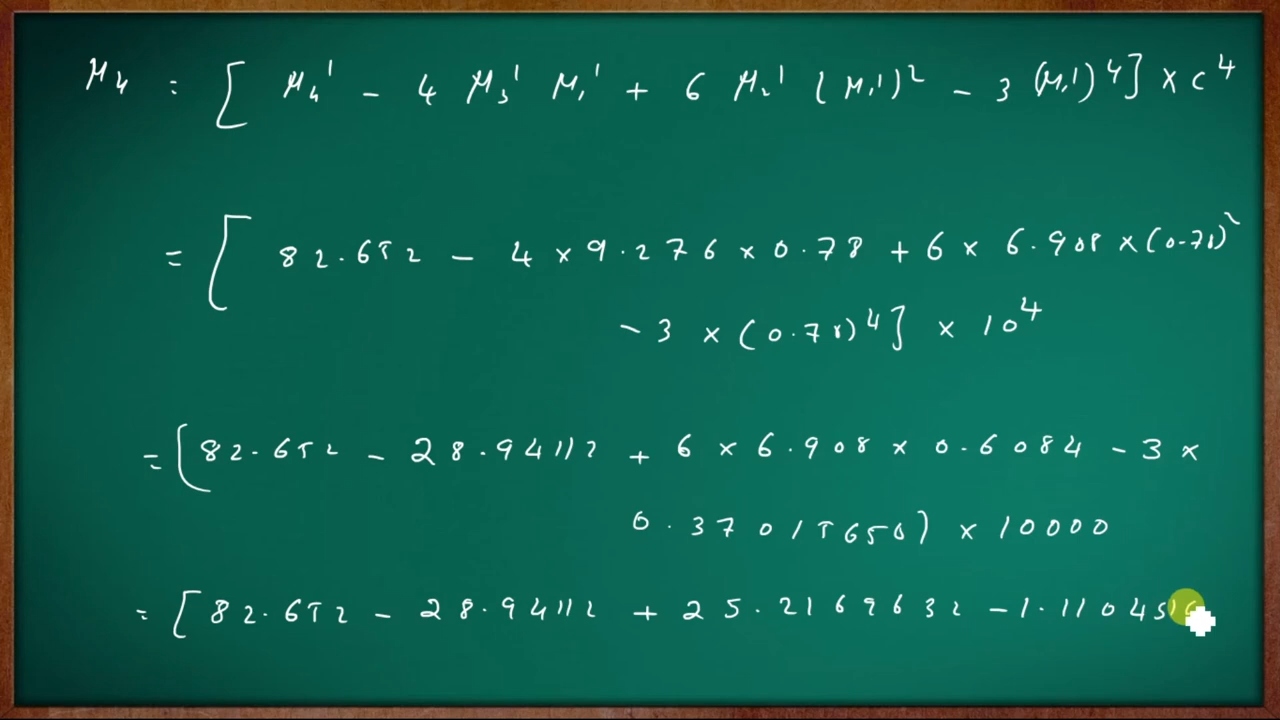 μ₄ = [ μ₄' - 4 μ₃' μ₁' + 6 μ₂' (μ₁')² - 3 (μ₁')⁴] × c⁴
= [ 82.652 - 4 × 9.276 × 0.78 + 6 × 6.908 × (0.78)²
- 3 × (0.78)⁴] × 10⁴
= [82.652 - 28.94112 + 6 × 6.908 × 0.6084 - 3 ×
0.37015650) × 10000
= [82.652 - 28.94112 + 25.2169632 - 1.110451